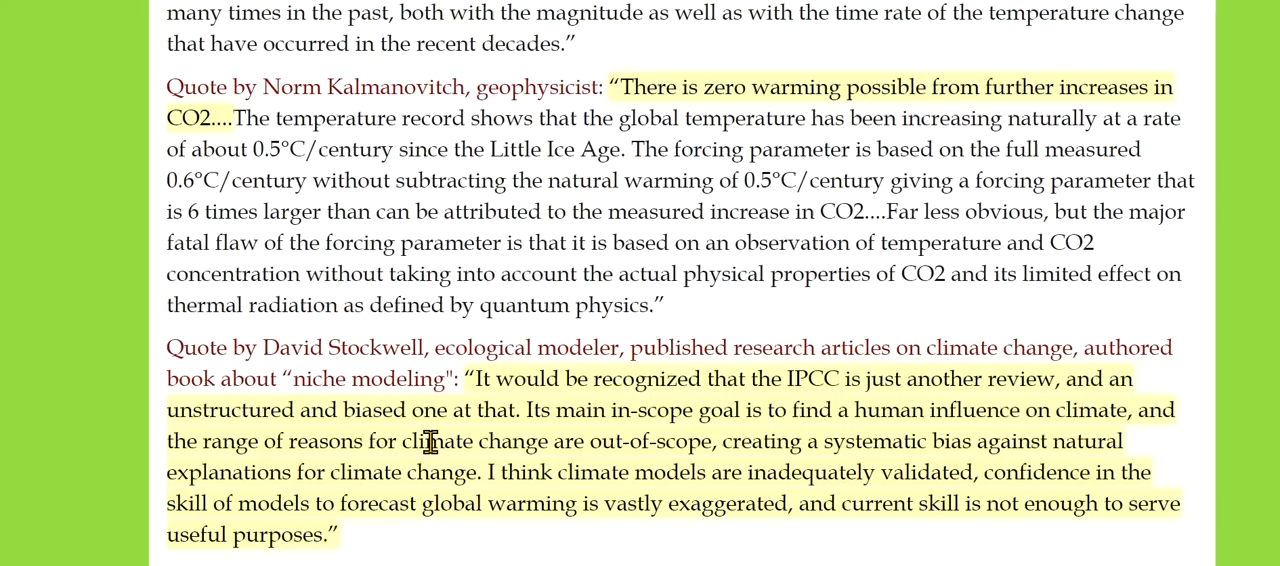 many times in the past, both with the magnitude as well as with the time rate of the temperature change
that have occurred in the recent decades.”
Quote by Norm Kalmanovitch, geophysicist: “There is zero warming possible from further increases in
CO2....The temperature record shows that the global temperature has been increasing naturally at a rate
of about 0.5°C/century since the Little Ice Age. The forcing parameter is based on the full measured
0.6°C/century without subtracting the natural warming of 0.5°C/century giving a forcing parameter that
is 6 times larger than can be attributed to the measured increase in CO2....Far less obvious, but the major
fatal flaw of the forcing parameter is that it is based on an observation of temperature and CO2
concentration without taking into account the actual physical properties of CO2 and its limited effect on
thermal radiation as defined by quantum physics.”
Quote by David Stockwell, ecological modeler, published research articles on climate change, authored
book about “niche modeling": “It would be recognized that the IPCC is just another review, and an
unstructured and biased one at that. Its main in-scope goal is to find a human influence on climate, and
the range of reasons for climate change are out-of-scope, creating a systematic bias against natural
explanations for climate change. I think climate models are inadequately validated, confidence in the
skill of models to forecast global warming is vastly exaggerated, and current skill is not enough to serve
useful purposes.”